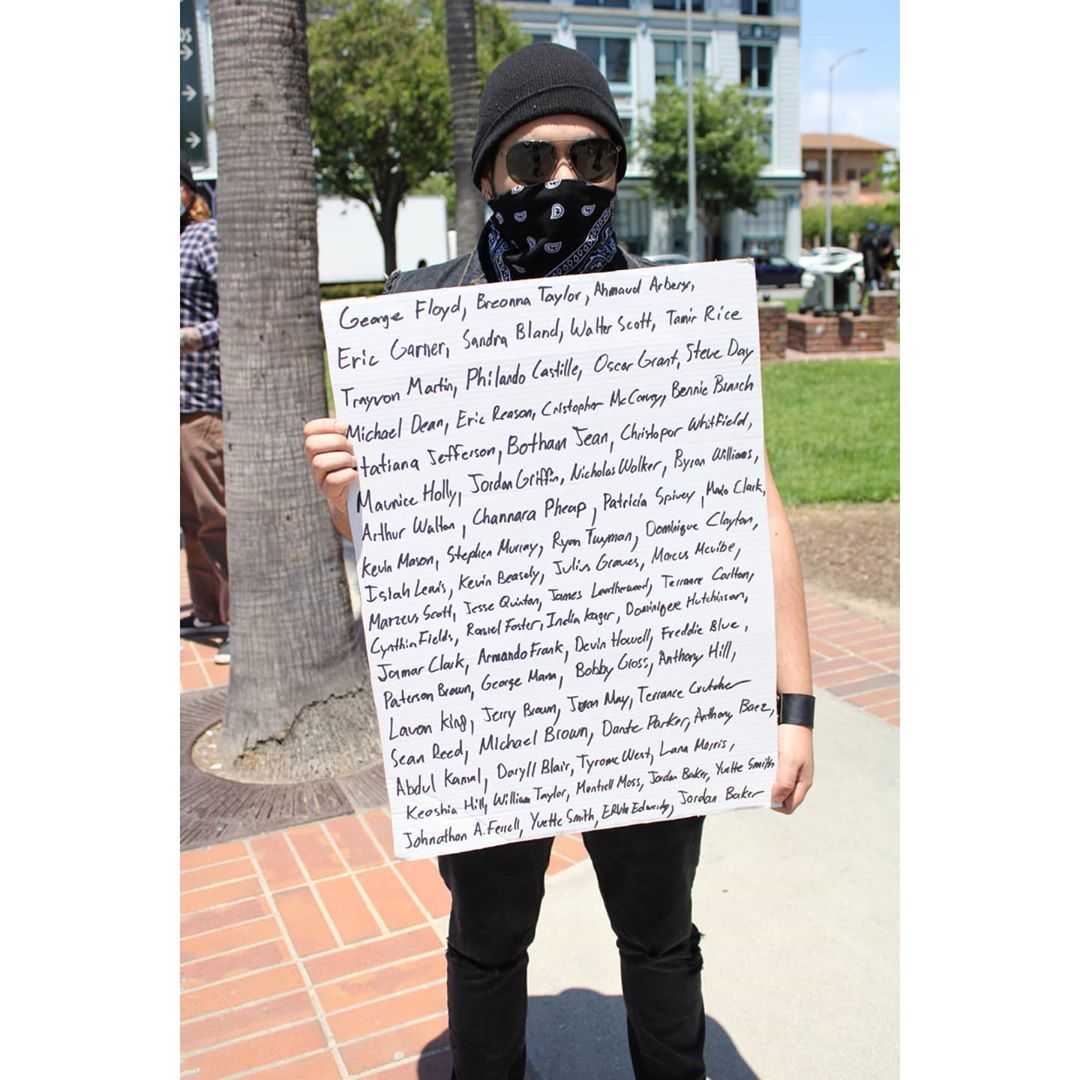 George Floyd, Breonna Taylor, Ahmaud Arbery,
Eric Garner, Sandra Bland, Walter Scott, Tamir Rice
Trayvon Martin, Philando Castille, Oscar Grant, Steve Day
Michael Dean, Eric Reason, Cristopher McCorvey, Bennie Branch
tatiana Jefferson, Botham Jean, Christopor Whitfield,
Maurice Holly, Jordan Griffin, Nicholas Walker, Byron Williams,
Arthur Walton, Channara Pheap, Patricia Spivey, Clark,
Kevin Mason, Stephen Murray, Ryan Twyman, Dominique Clayton,
Isiah Lewis, Kevin Beasely, Julius Graves, Marcus Mcvibe,
Marzeus Scott, Jesse Quinton, James Leatherwood, Terrance Carlton,
Cynthia Fields, Foster, India kager, Hutchinson,
Jamar Clark, Armando Frank, Devin Howell, Freddie Blue,
Paterson Brown, George Mann, Bobby Gross, Anthony Hill,
Lavon King, Jerry Brown, May, Terrance Crutcher
Sean Reed, Michael Brown, Dante Parker, Anthony Baez,
Abdul Kamal, Daryll Blair, Tyrone West, Lana Morris,
Keoshia Hill, William Taylor, Montrell Moss, Jordan Baker, Yvette Smith
Johnathon A. Ferrell, Yvette Smith, Ervin Edwards, Jordan Baker